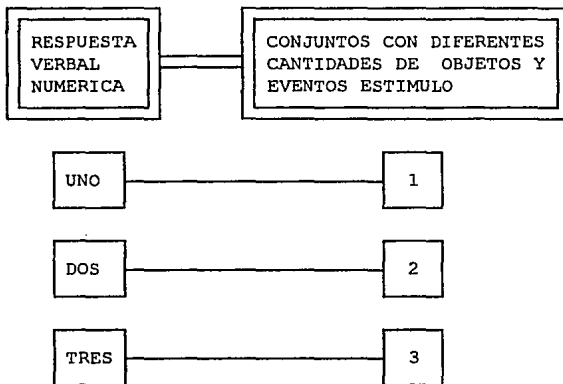 RESPUESTA
VERBAL
NUMERICA
CONJUNTOS CON DIFERENTES
CANTIDADES DE OBJETOS Y
EVENTOS ESTIMULO
UNO 1
DOS 2
TRES 3